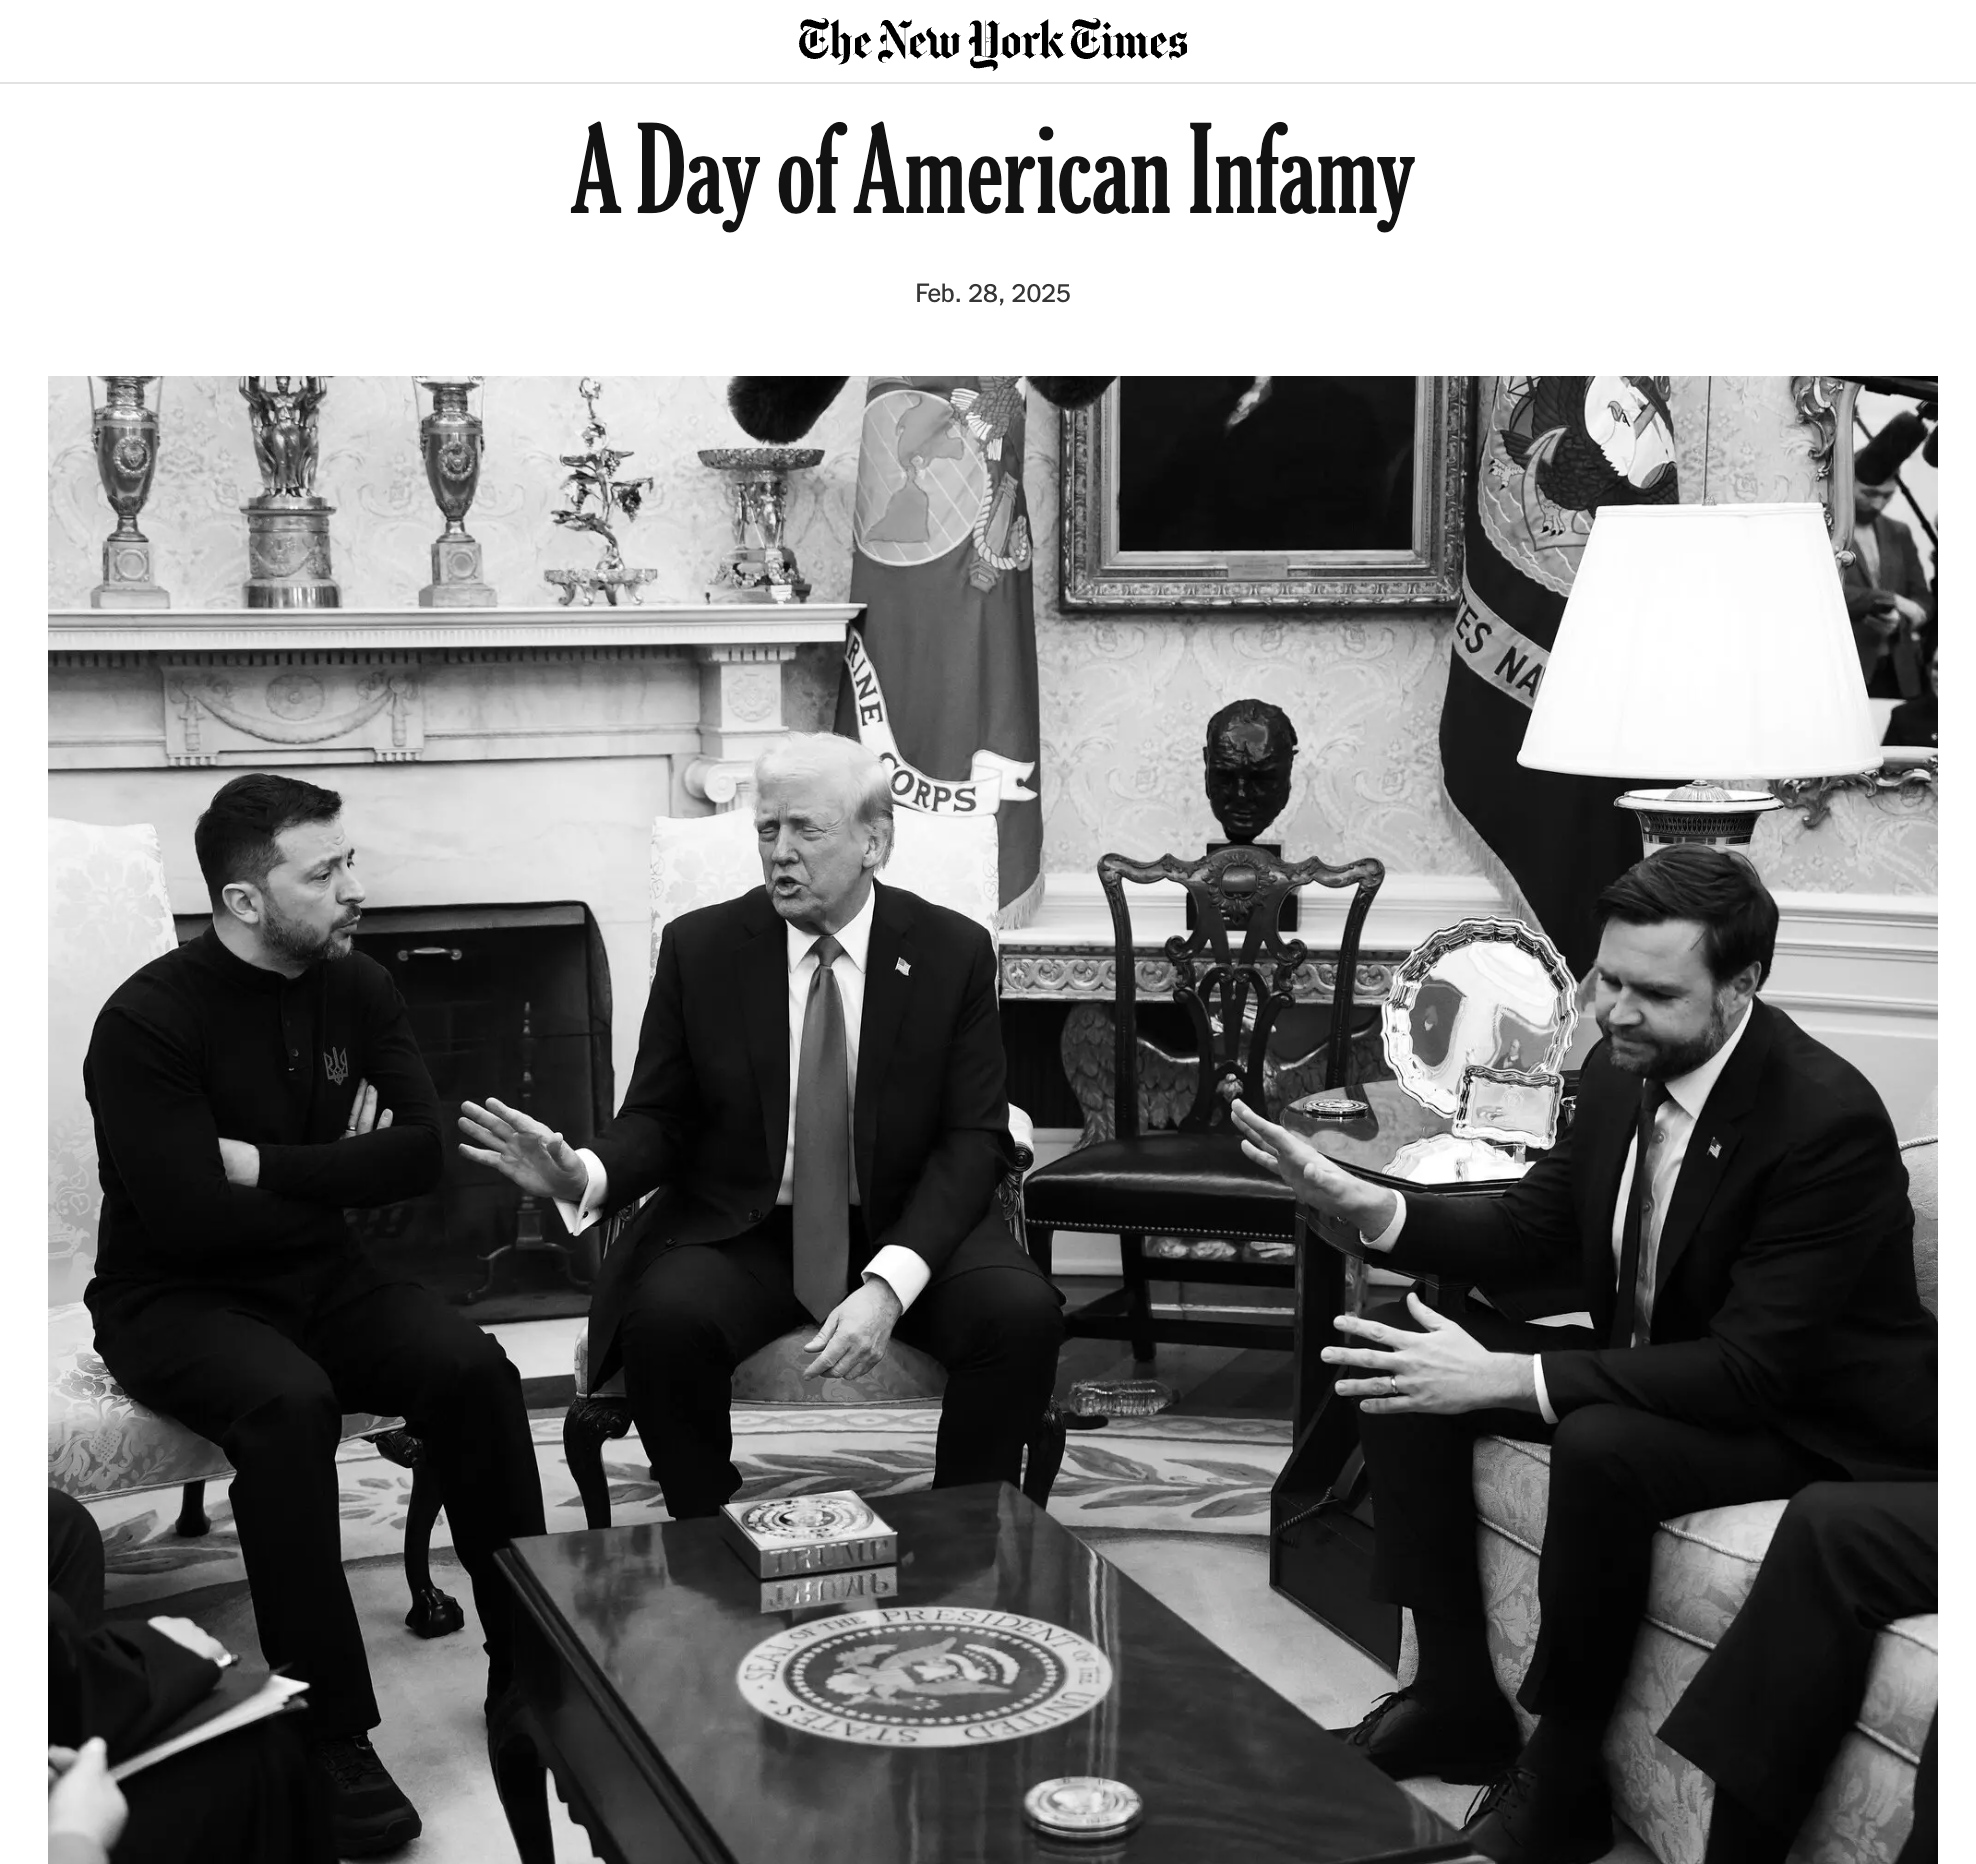 The New York Times
A Day of American Infamy
Feb. 28, 2025
ES NA
RINE
CORPS
TRUMP
SEAL OF THE PRESIDENT OF THE UNITED STATES